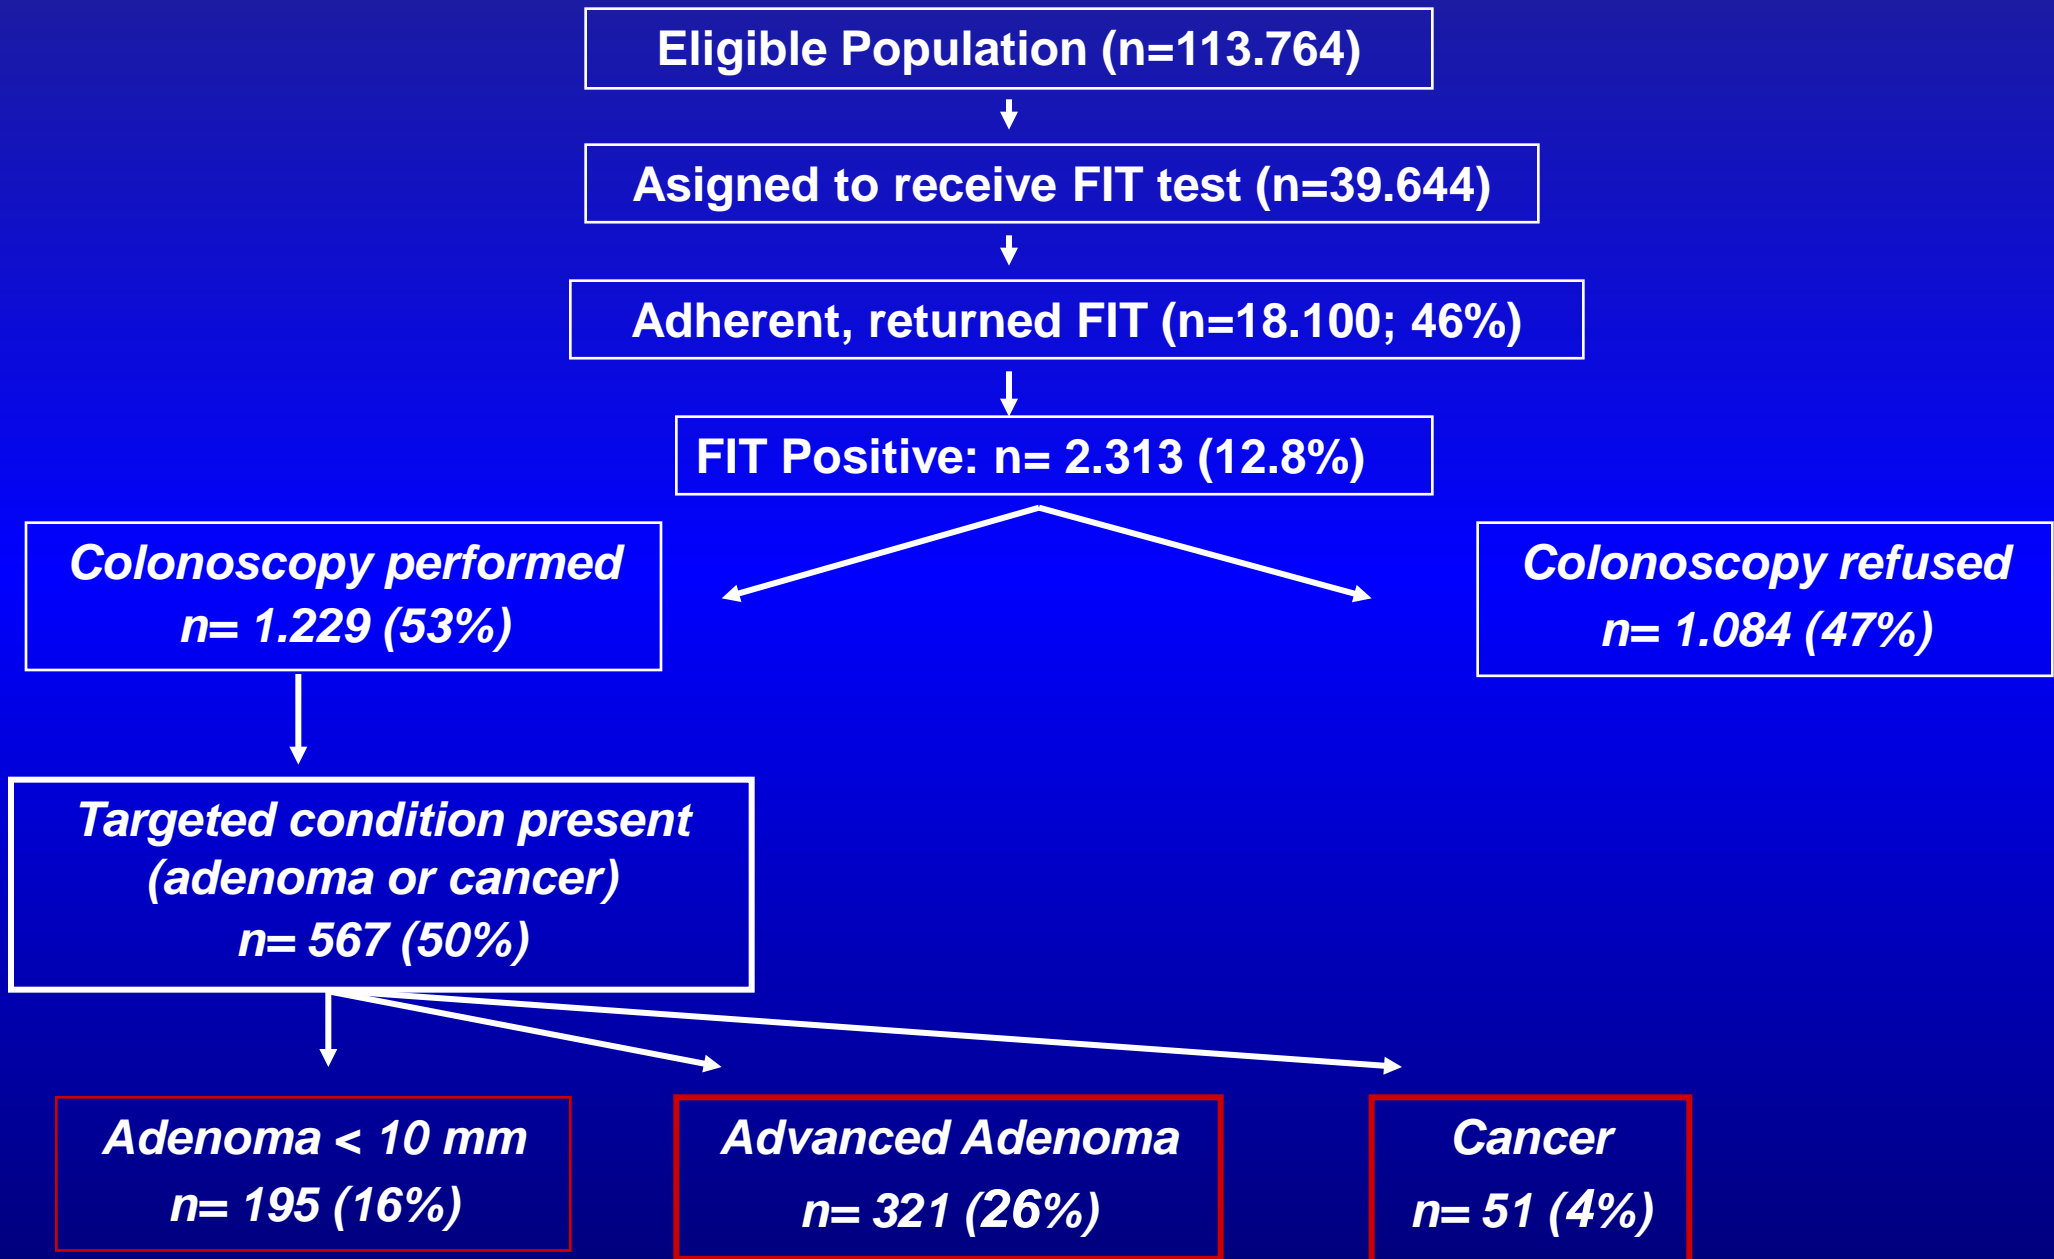 Eligible Population (n=113.764)
Asigned to receive FIT test (n=39.644)
Adherent, returned FIT (n=18.100; 46%)
FIT Positive: n= 2.313 (12.8%)
Colonoscopy performed
n= 1.229 (53%)
Colonoscopy refused
n= 1.084 (47%)
Targeted condition present
(adenoma or cancer)
n= 567 (50%)
Adenoma < 10 mm
n= 195 (16%)
Advanced Adenoma
n= 321 (26%)
Cancer
n= 51 (4%)